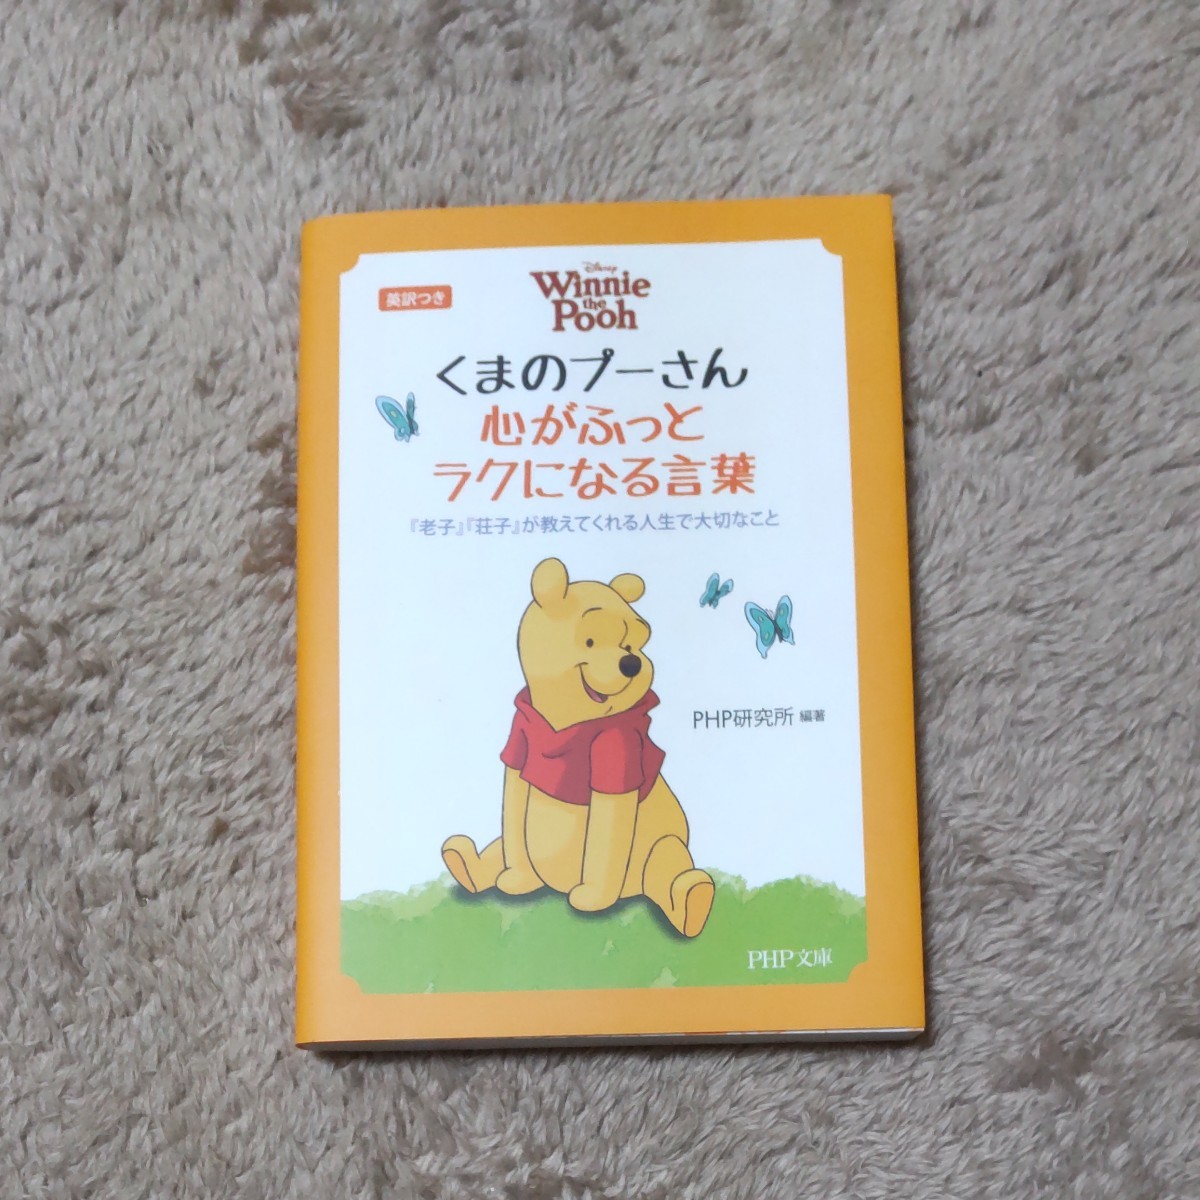 英訳つき
Disney
Winnie
the
Pooh
くまのプーさん
心がふっと
ラクになる言葉
『老子』『荘子』が教えてくれる人生で大切なこと
PHP研究所 編著
PHP文庫